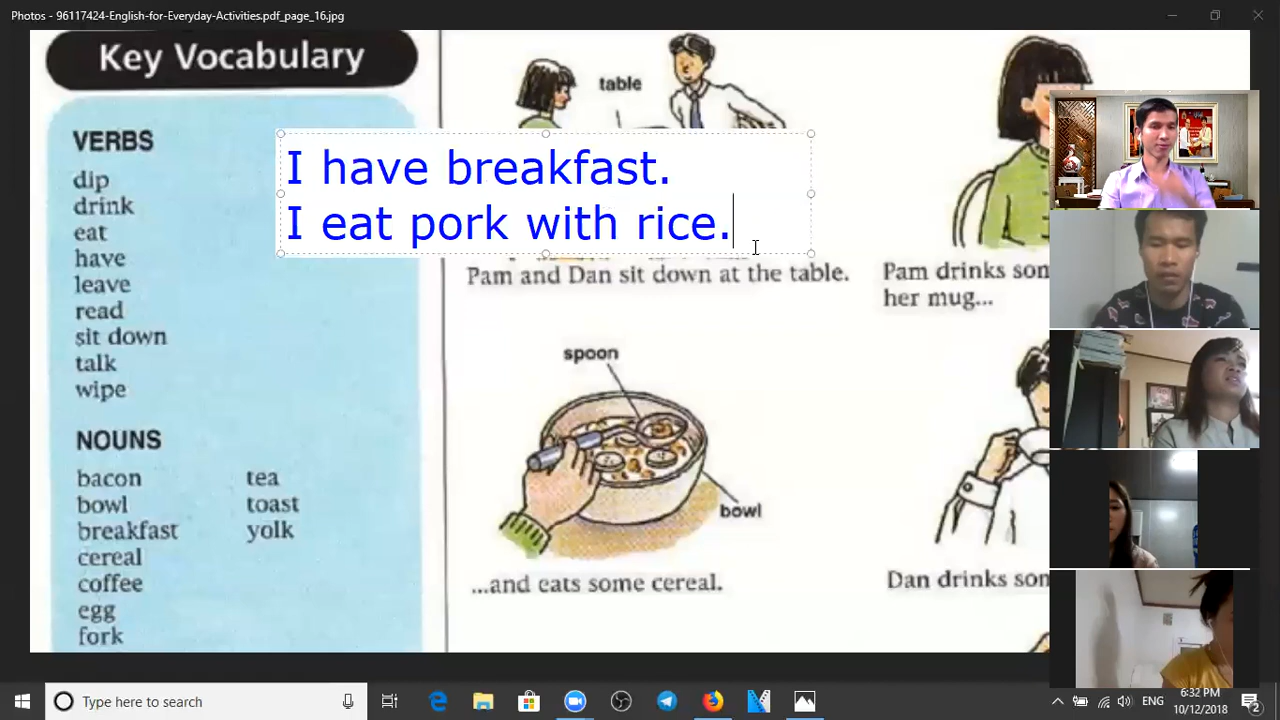 Photos - 96117424-English-for-Everyday-Activities.pdf_page_16.jpg
Key Vocabulary
VERBS
dip
drink
eat
have
leave
read
sit down
talk
wipe
NOUNS
bacon
bowl
breakfast
cereal
coffee
egg
fork
tea
toast
yolk
table
I have breakfast.
I eat pork with rice.
Pam and Dan sit down at the table.
Pam drinks som
her mug...
spoon
bowl
...and eats some cereal.
Dan drinks som
Type here to search
ENG
6:32 PM
10/12/2018
2